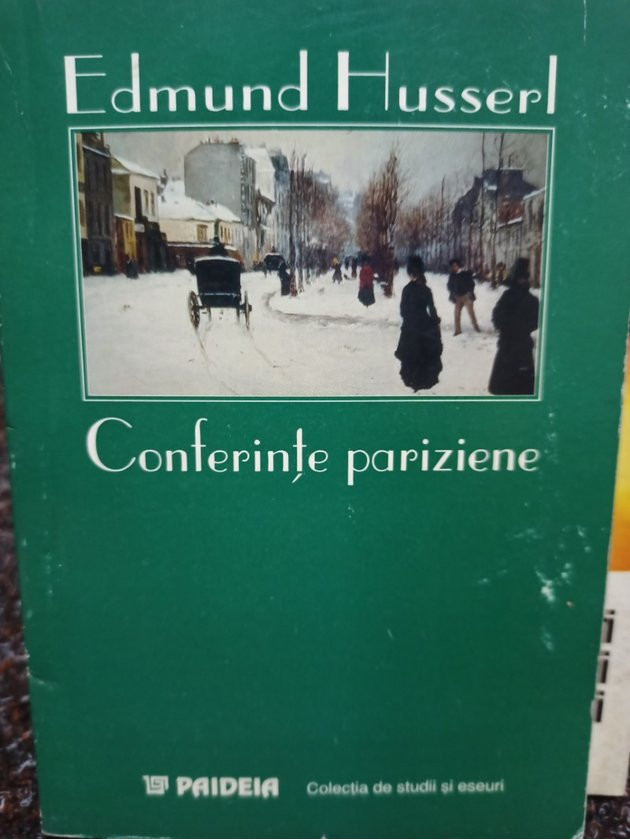 Edmund Husserl
Conferințe pariziene
PAIDEIA Colecția de studii și eseuri